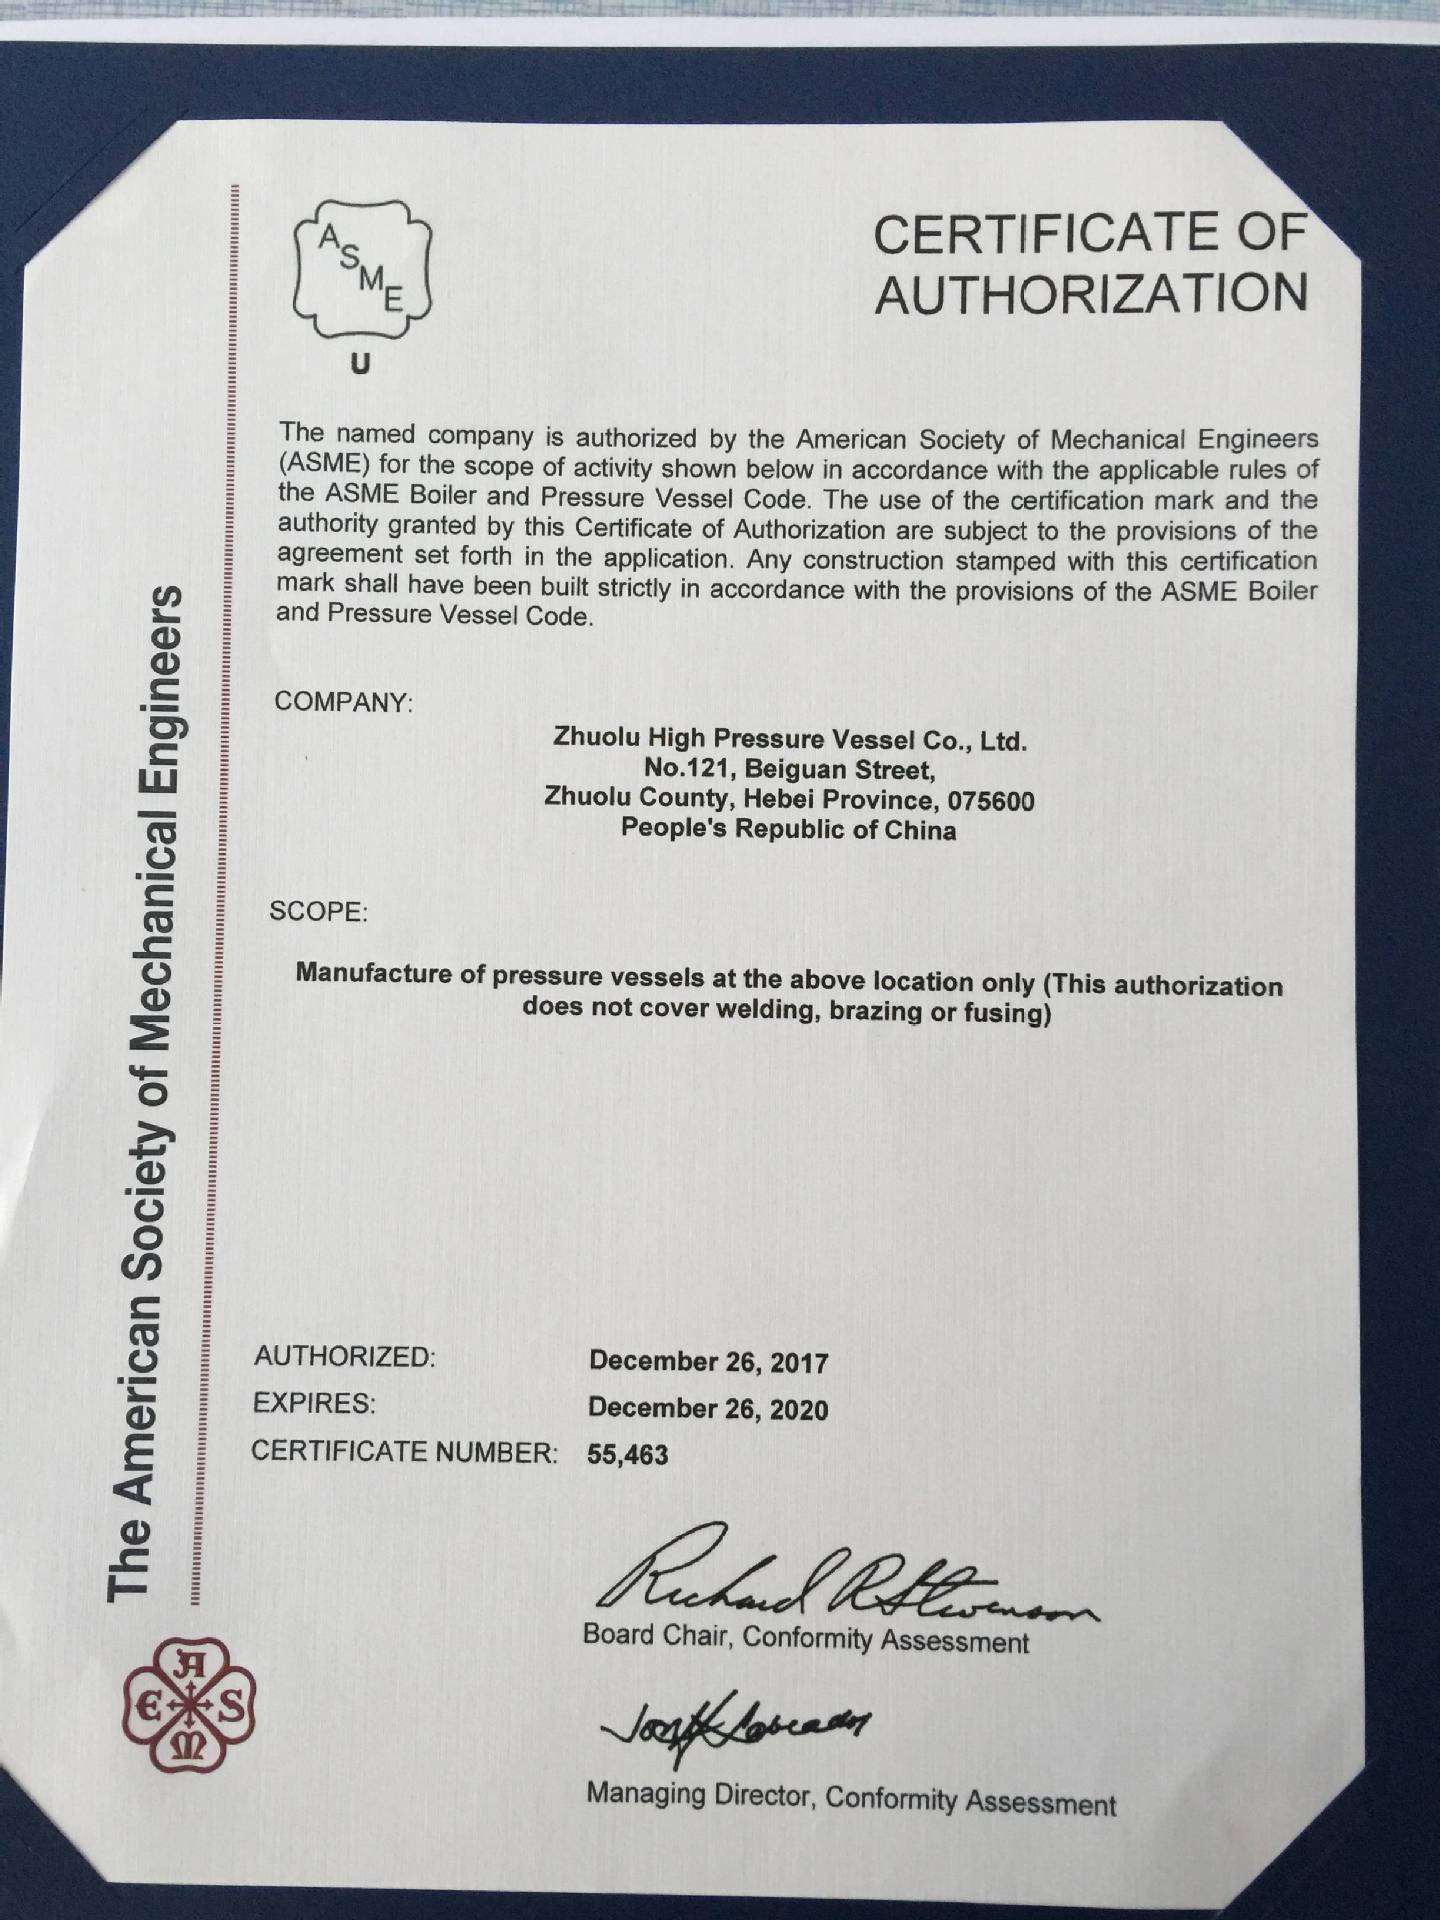 ASME
U
CERTIFICATE OF
AUTHORIZATION
The named company is authorized by the American Society of Mechanical Engineers
(ASME) for the scope of activity shown below in accordance with the applicable rules of
the ASME Boiler and Pressure Vessel Code. The use of the certification mark and the
authority granted by this Certificate of Authorization are subject to the provisions of the
agreement set forth in the application. Any construction stamped with this certification
mark shall have been built strictly in accordance with the provisions of the ASME Boiler
and Pressure Vessel Code.
COMPANY:
Zhuolu High Pressure Vessel Co., Ltd.
No.121, Beiguan Street,
Zhuolu County, Hebei Province, 075600
People's Republic of China
SCOPE:
Manufacture of pressure vessels at the above location only (This authorization
does not cover welding, brazing or fusing)
AUTHORIZED: December 26, 2017
EXPIRES: December 26, 2020
CERTIFICATE NUMBER: 55,463
Richard R Stevenson
Board Chair, Conformity Assessment
Managing Director, Conformity Assessment
The American Society of Mechanical Engineers
ASME